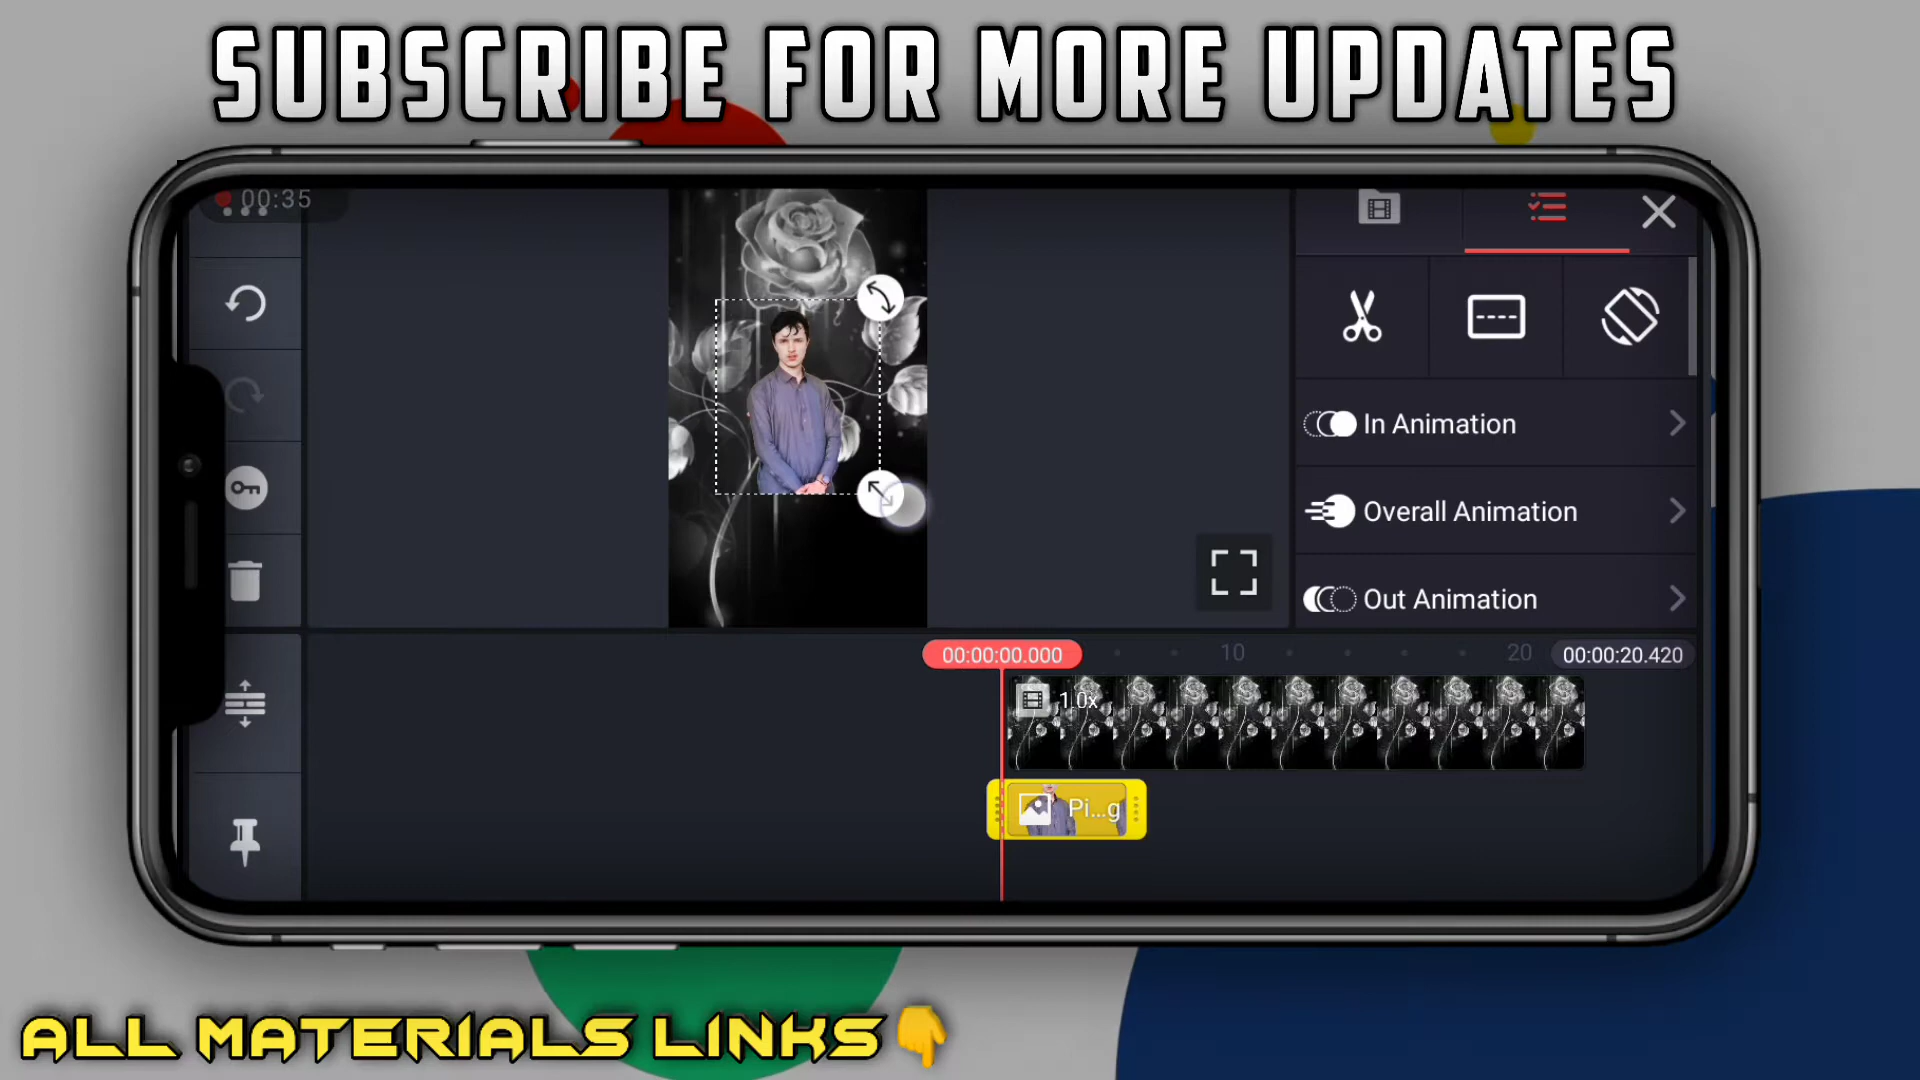 SUBSCRIBE FOR MORE UPDATES
00:35
In Animation
Overall Animation
Out Animation
00:00:00.000
10
20
00:00:20.420
1.0x
Pi...g
ALL MATERIALS LINKS👇